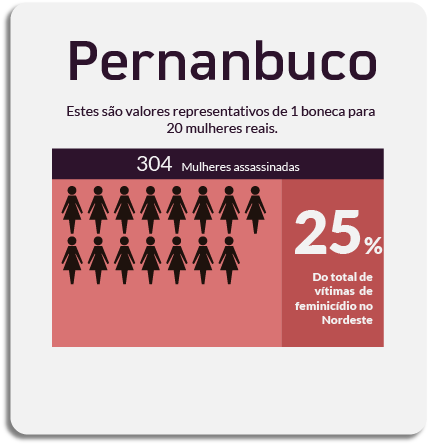 Pernanbuco
Estes são valores representativos de 1 boneca para
20 mulheres reais.
304 Mulheres assassinadas
25%
Do total de
vítimas de
feminicídio no
Nordeste